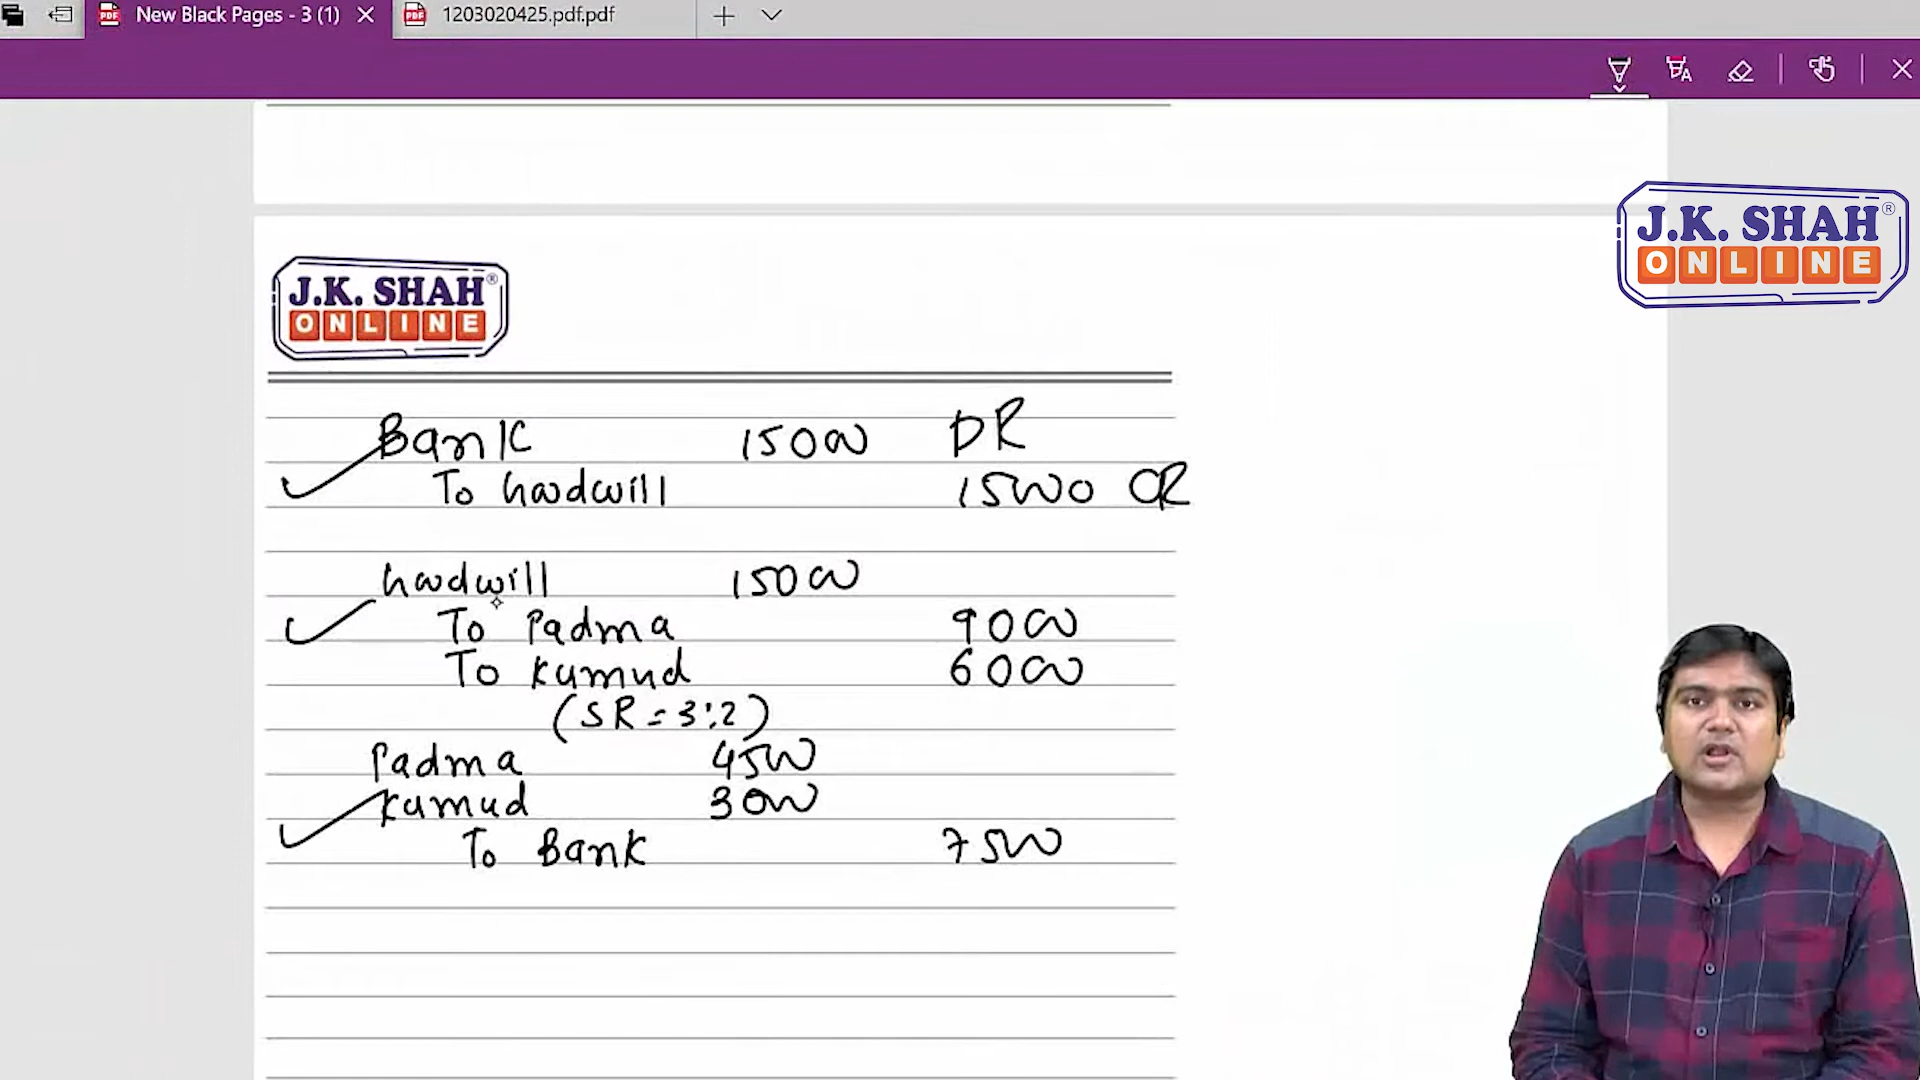 New Black Pages - 3 (1)
1203020425.pdf.pdf
J.K. SHAH®
ONLINE
J.K. SHAH®
ONLINE
Bank 15000 DR
To Goodwill 15000 CR
Goodwill 15000
To Padma 9000
To Kumud 6000
(SR = 3:2)
Padma 4500
Kumud 3000
To Bank 7500